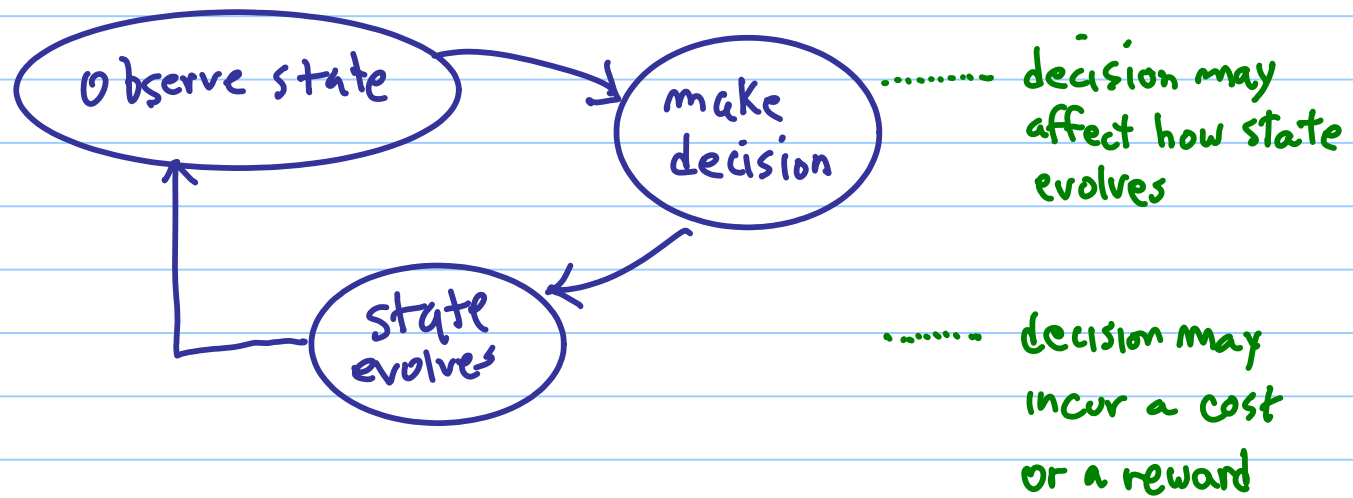 Observe state
make
decision
decision may
affect how state
evolves
state
evolves
decision may
incur a cost
or a reward